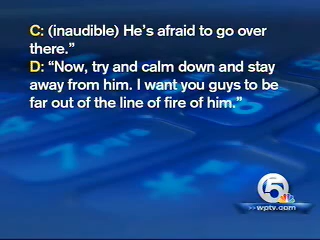 C: (inaudible) He's afraid to go over
there."
D: "Now, try and calm down and stay
away from him. I want you guys to be
far out of the line of fire of him."
5
wptv.com